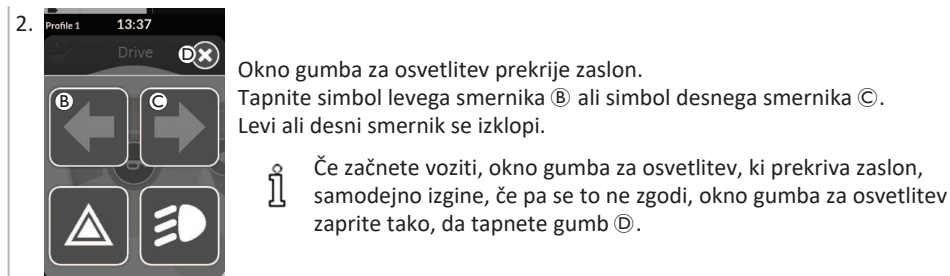 2.
Profile 1 13:37
Drive Ⓓ
Ⓑ Ⓒ
Okno gumba za osvetlitev prekrije zaslon.
Tapnite simbol levega smernika Ⓑ ali simbol desnega smernika Ⓒ.
Levi ali desni smernik se izklopi.
Če začnete voziti, okno gumba za osvetlitev, ki prekriva zaslon,
samodejno izgine, če pa se to ne zgodi, okno gumba za osvetlitev
zaprite tako, da tapnete gumb Ⓓ.